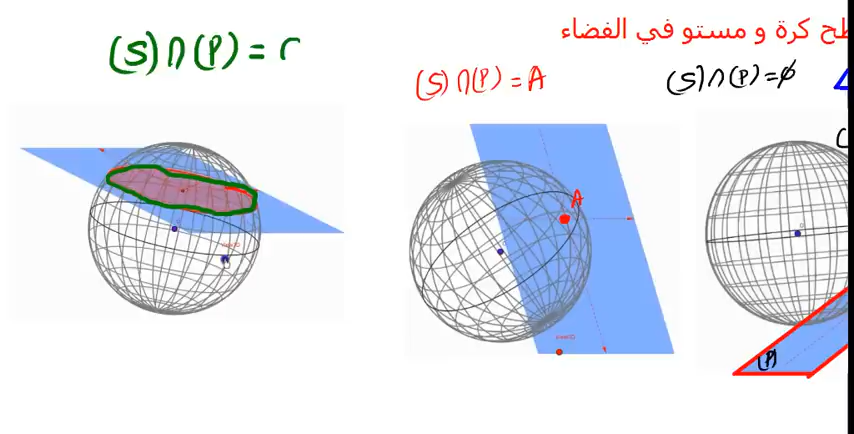 طح كرة و مستو في الفضاء
(S)∩(P)=∅
(S)∩(P)=A
(S)∩(P)=C
A
(P)